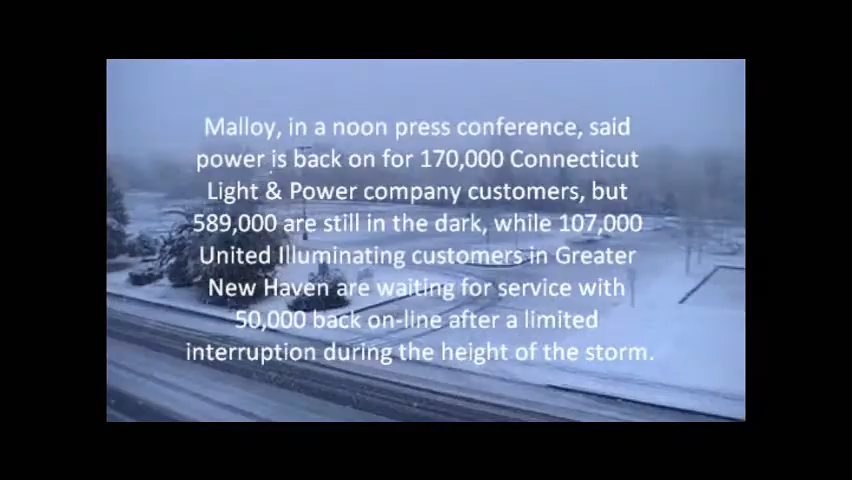 Malloy, in a noon press conference, said
power is back on for 170,000 Connecticut
Light & Power company customers, but
589,000 are still in the dark, while 107,000
United Illuminating customers in Greater
New Haven are waiting for service with
50,000 back on-line after a limited
interruption during the height of the storm.